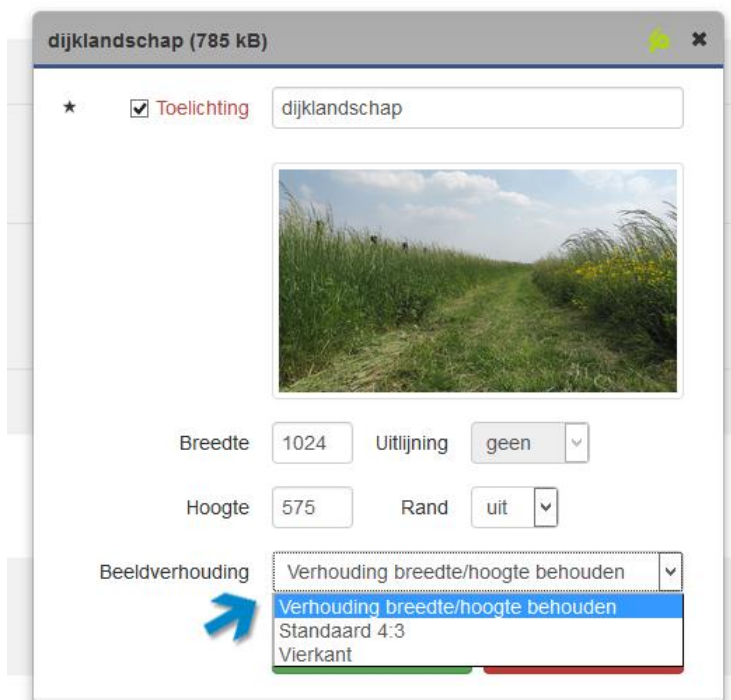 dijklandschap (785 kB)
Toelichting dijklandschap
Breedte 1024 Uitlijning geen
Hoogte 575 Rand uit
Beeldverhouding Verhouding breedte/hoogte behouden
Verhouding breedte/hoogte behouden
Standaard 4:3
Vierkant